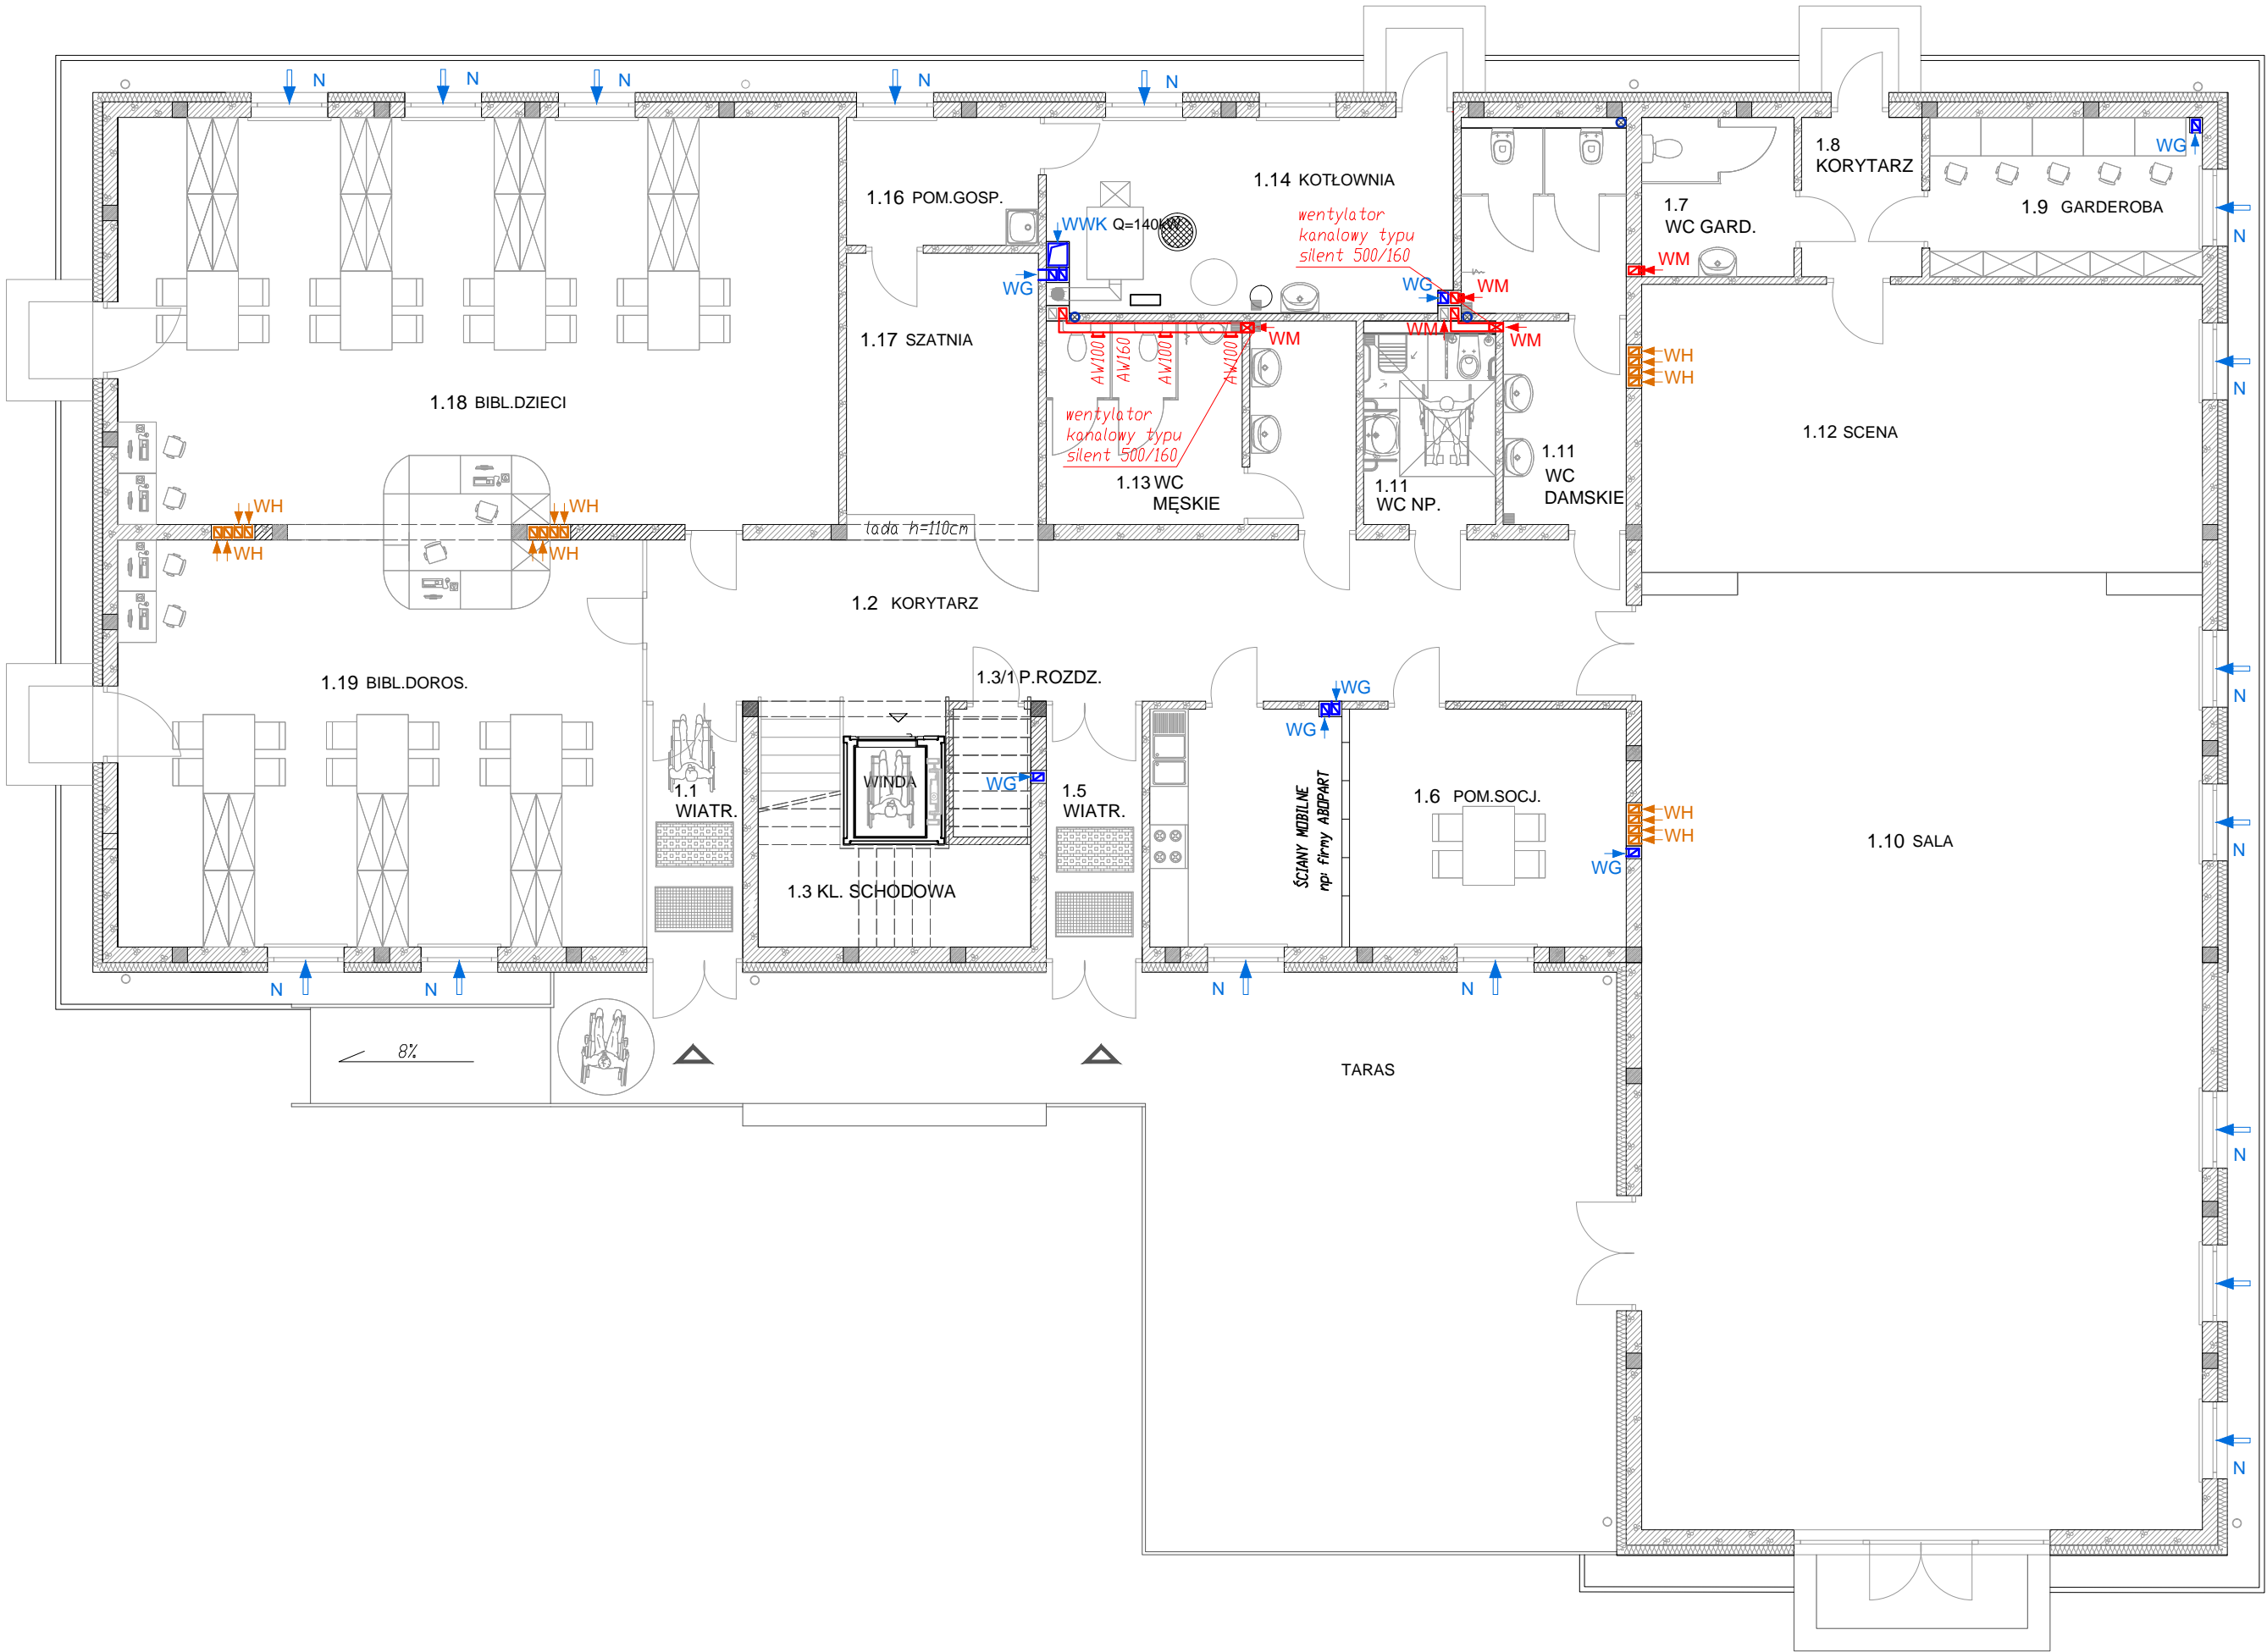 N
N
N
N
N
1.8
KORYTARZ
WG
1.14 KOTŁOWNIA
1.16 POM.GOSP.
1.7
WC GARD.
1.9 GARDEROBA
WWK Q=140kW
wentylator
kanałowy typu
silent 500/160
N
WM
WG
WG
WM
1.17 SZATNIA
WM
WM
WM
WH
WH
AW100
AW160
AW100
AW100
N
1.18 BIBL.DZIECI
wentylator
kanałowy typu
silent 500/160
1.12 SCENA
1.11
WC
DAMSKIE
1.13 WC
MĘSKIE
1.11
WC NP.
WH
WH
lada h=110cm
WH
WH
1.2 KORYTARZ
1.3/1 P.ROZDZ.
1.19 BIBL.DOROS.
WG
WG
N
WINDA
WG
1.1
WIATR.
1.5
WIATR.
ŚCIANY MOBILNE
np: firmy ABOPART
1.6 POM.SOCJ.
WH
WH
WG
1.10 SALA
N
1.3 KL. SCHODOWA
N
N
N
N
8%
TARAS
N
N
N